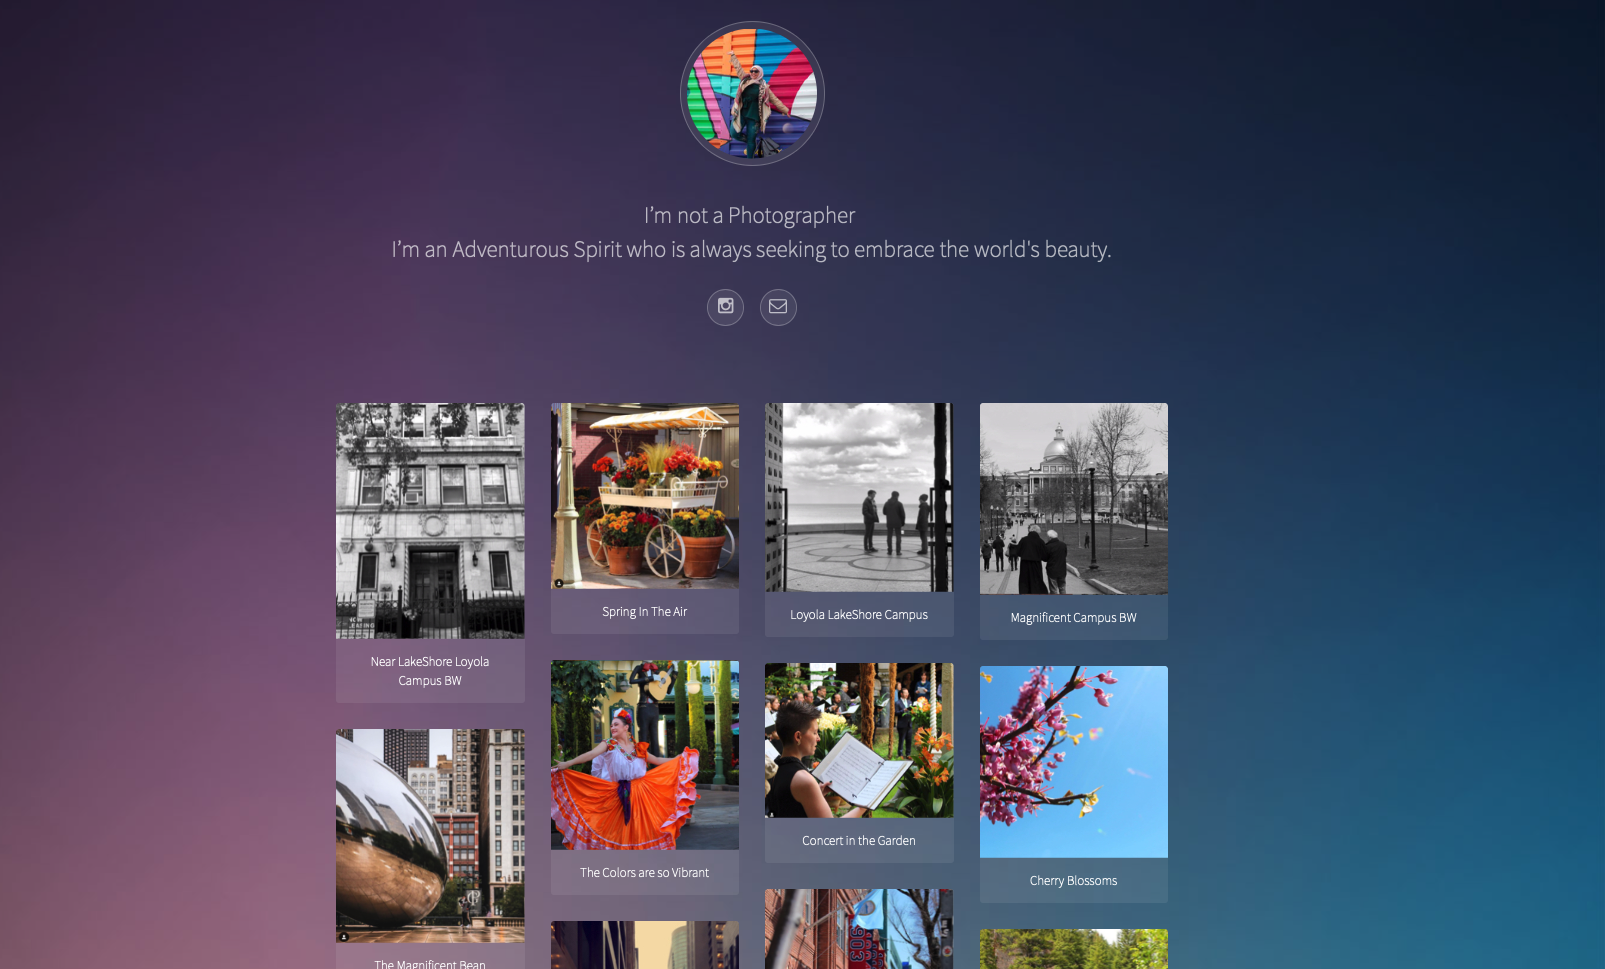 I'm not a Photographer
I'm an Adventurous Spirit who is always seeking to embrace the world's beauty.
Near LakeShore Loyola
Campus BW
Spring In The Air
Loyola LakeShore Campus
Magnificent Campus BW
The Magnificent Bean
The Colors are so Vibrant
Concert in the Garden
Cherry Blossoms